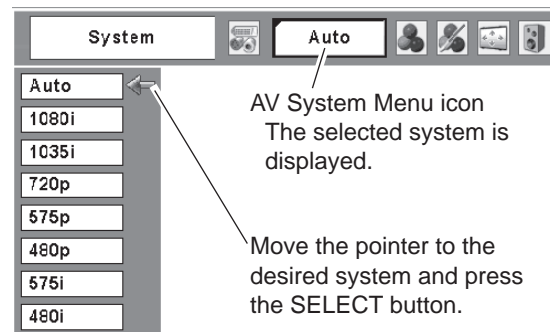 System
Auto
Auto
1080i
1035i
720p
575p
480p
575i
480i
AV System Menu icon
The selected system is
displayed.
Move the pointer to the
desired system and press
the SELECT button.